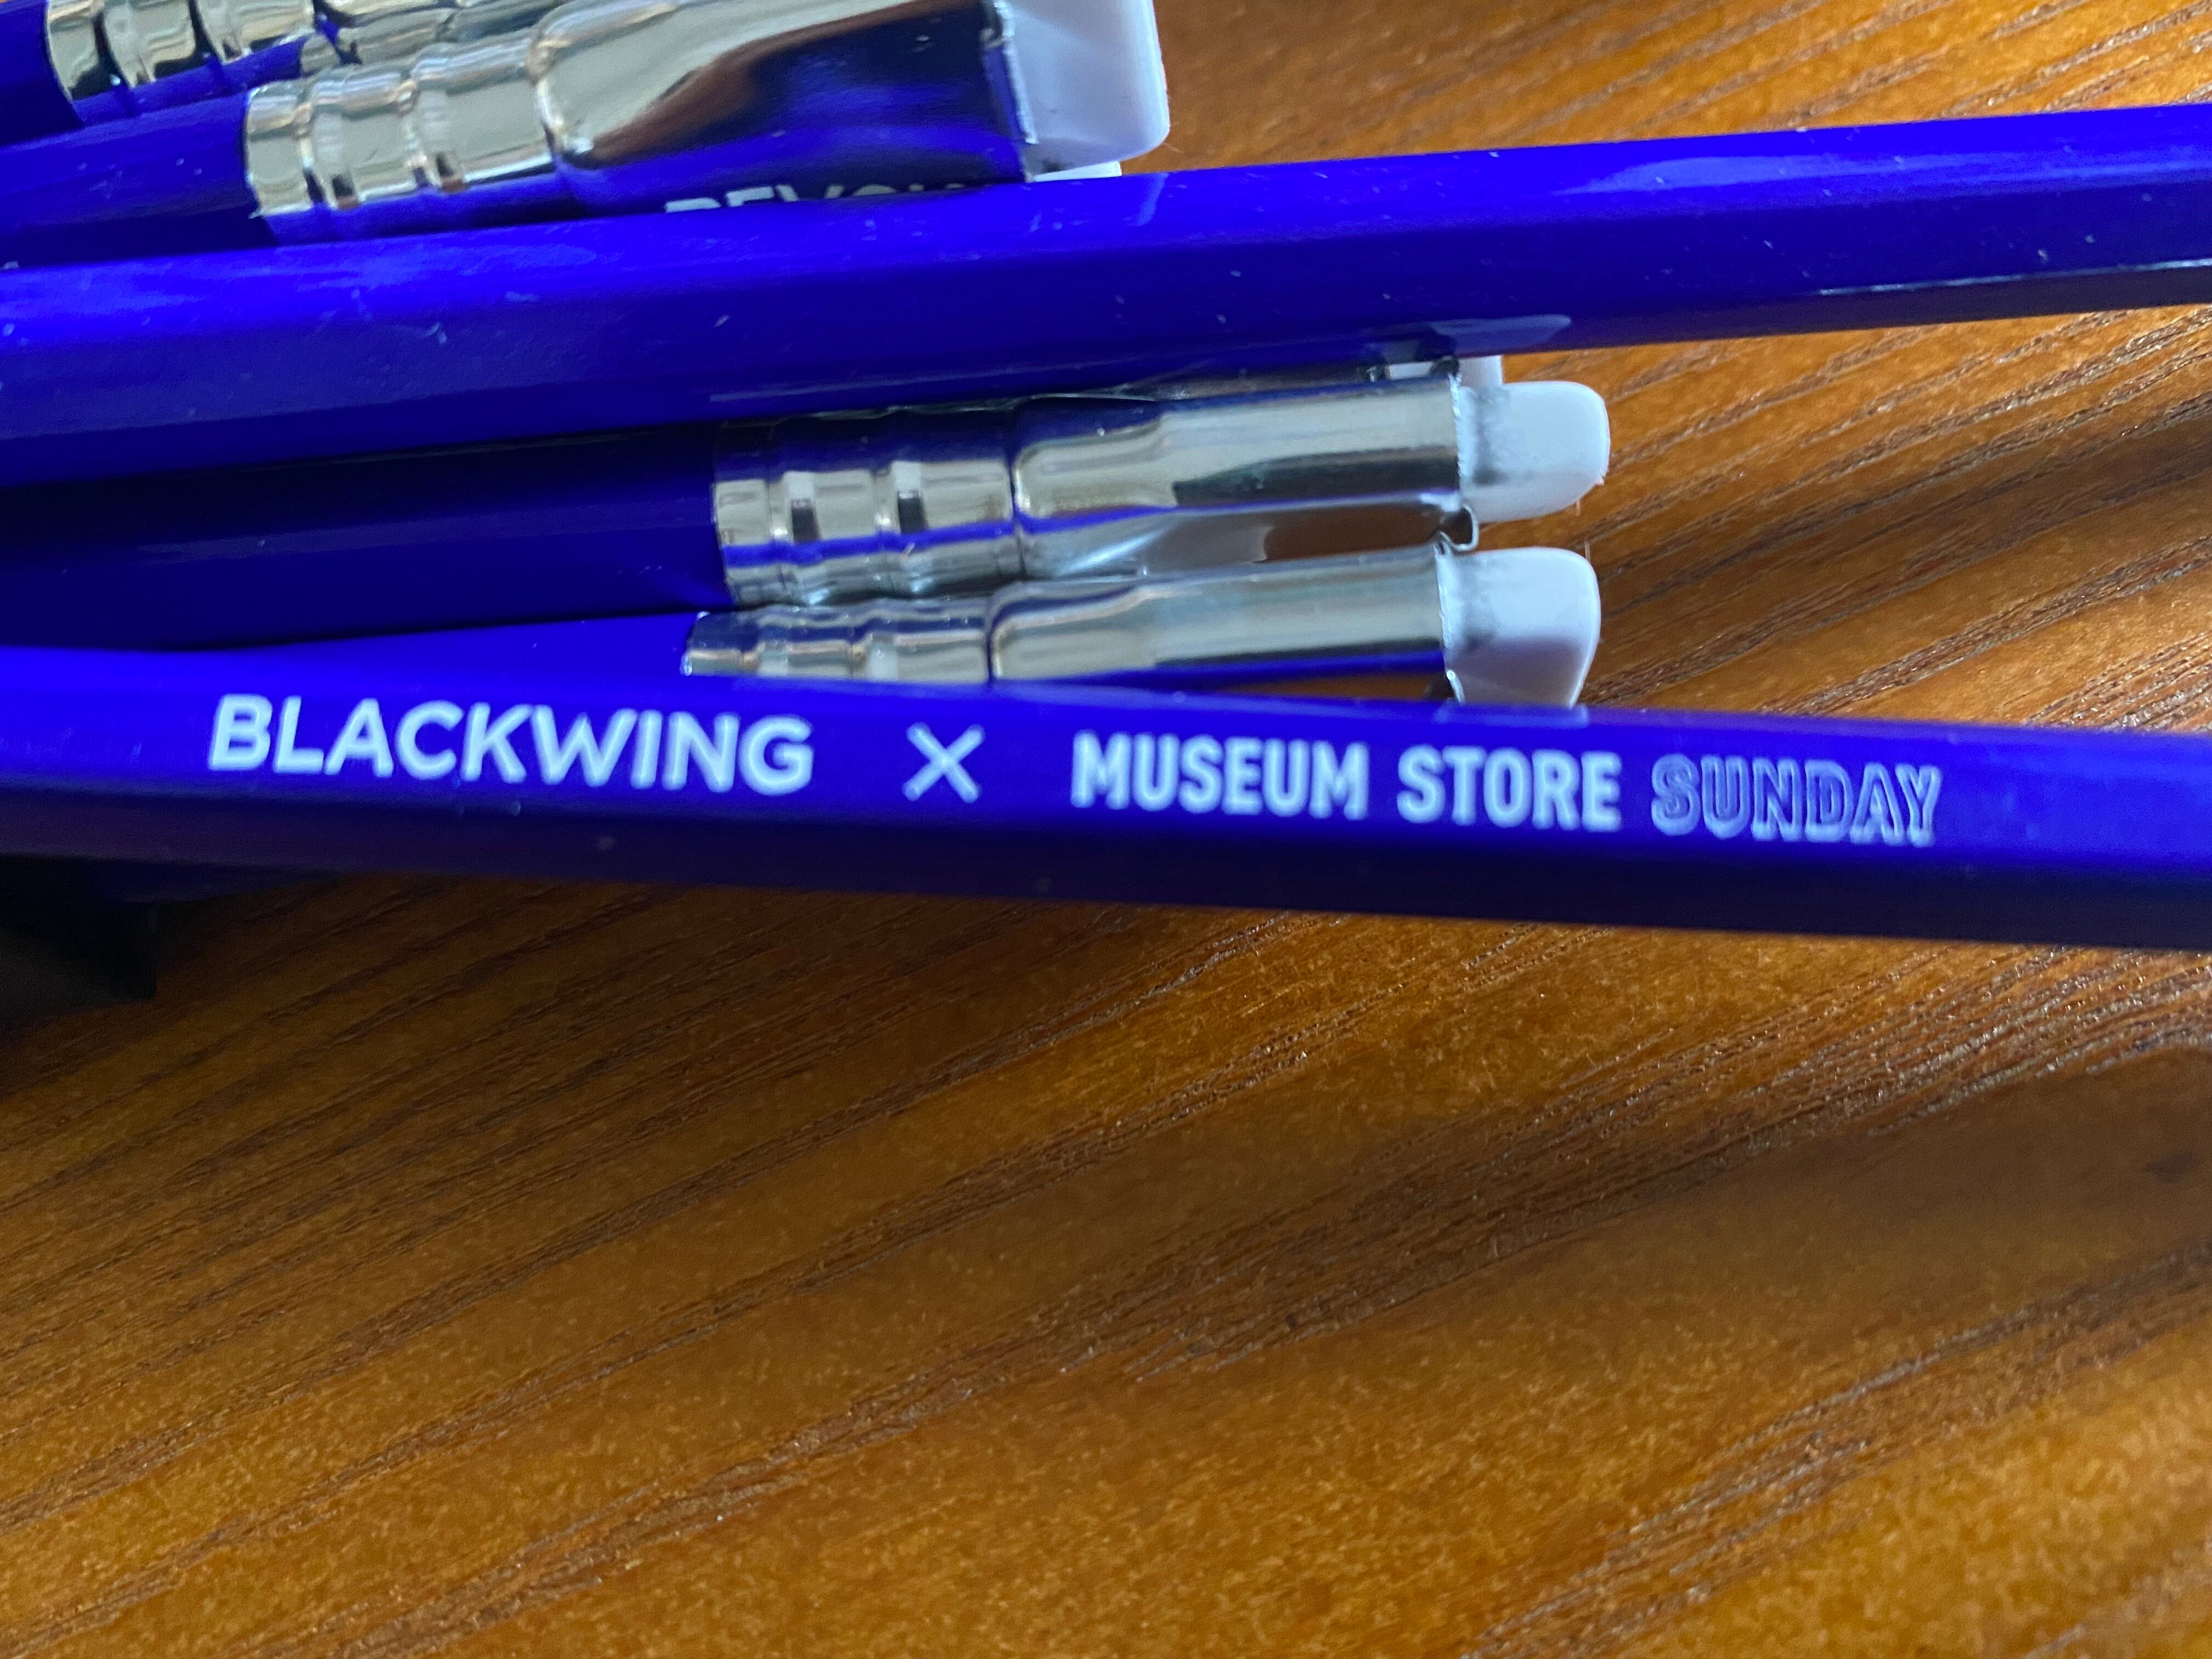 BLACKWING X MUSEUM STORE SUNDAY